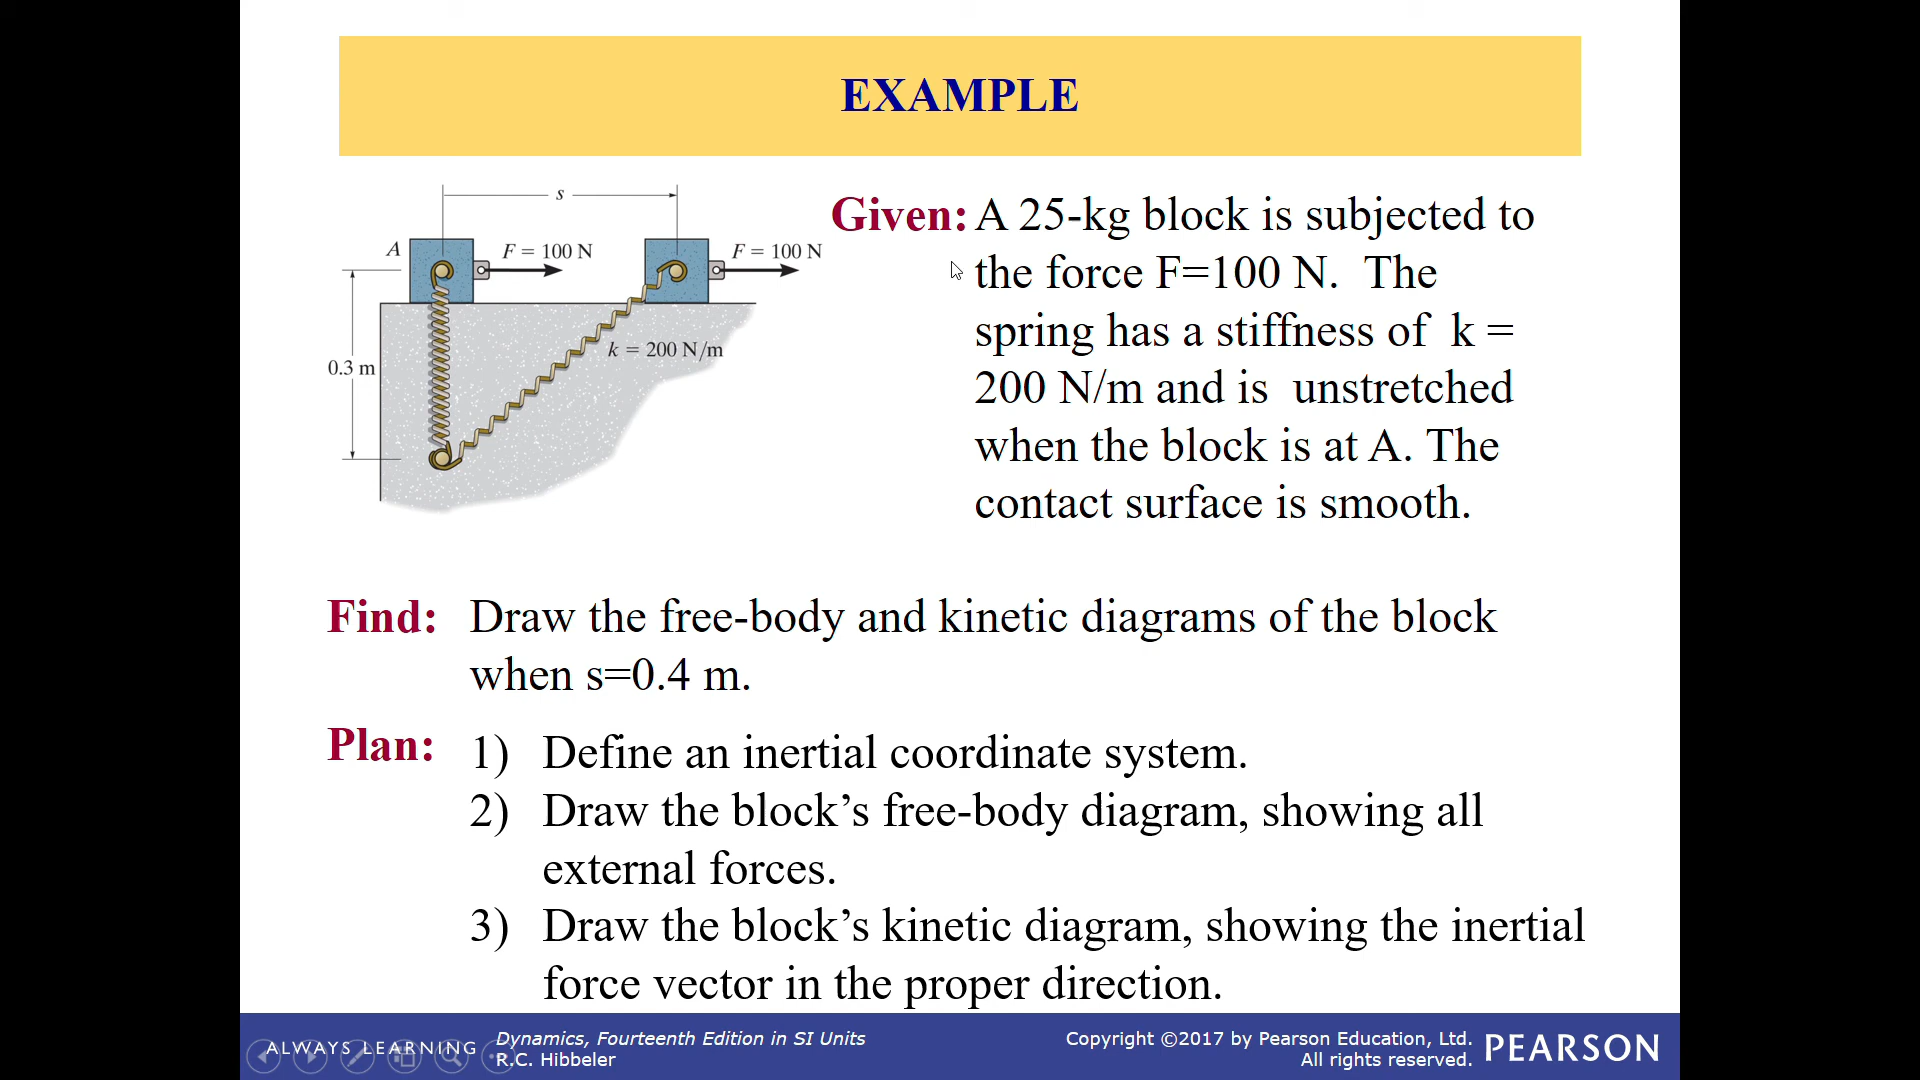 EXAMPLE
s
A
F = 100 N
F = 100 N
k = 200 N/m
0.3 m
Given: A 25-kg block is subjected to
the force F=100 N. The
spring has a stiffness of k =
200 N/m and is unstretched
when the block is at A. The
contact surface is smooth.
Find: Draw the free-body and kinetic diagrams of the block
when s=0.4 m.
Plan: 1) Define an inertial coordinate system.
2) Draw the block’s free-body diagram, showing all
external forces.
3) Draw the block’s kinetic diagram, showing the inertial
force vector in the proper direction.
ALWAYS LEARNING
Dynamics, Fourteenth Edition in SI Units
R.C. Hibbeler
Copyright ©2017 by Pearson Education, Ltd.
All rights reserved.
PEARSON